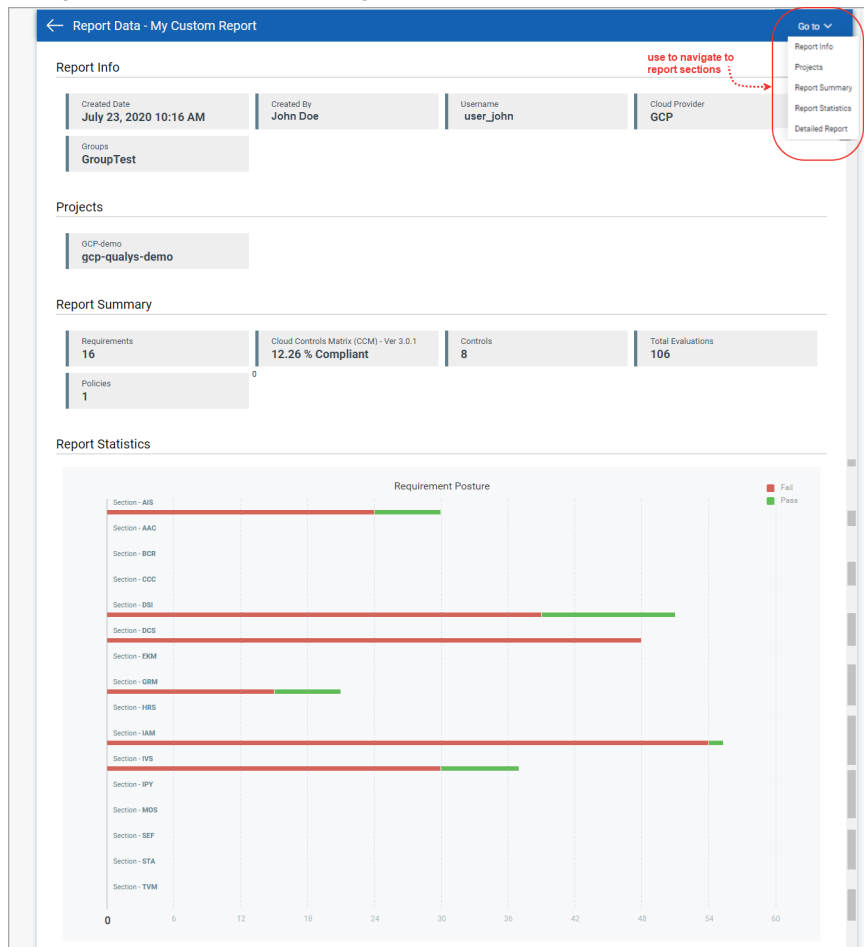 Report Data - My Custom Report
Go to
use to navigate to
report sections
Report Info
Projects
Report Summary
Report Statistics
Detailed Report
Report Info
Created Date
July 23, 2020 10:16 AM
Created By
John Doe
Username
user_john
Cloud Provider
GCP
Groups
GroupTest
Projects
GCP-demo
gcp-qualys-demo
Report Summary
Requirements
16
Cloud Controls Matrix (CCM) - Ver 3.0.1
12.26 % Compliant
Controls
8
Total Evaluations
106
Policies
1
0
Report Statistics
Requirement Posture
Fail
Pass
Section - AIS
Section - AAC
Section - BCR
Section - CCC
Section - DSI
Section - DCS
Section - EKM
Section - GRM
Section - HRS
Section - IAM
Section - IVS
Section - IPY
Section - MOS
Section - SEF
Section - STA
Section - TVM
0 6 12 18 24 30 36 42 48 54 60